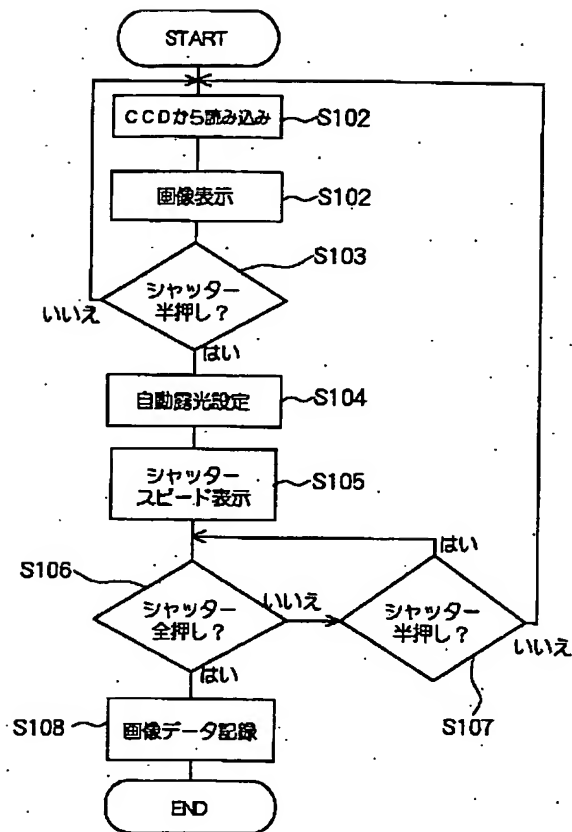 START
CCDから読み込み
S102
画像表示
S102
S103
シャッター
半押し?
いいえ
はい
自動露光設定
S104
シャッター
スピード表示
S105
はい
S106
シャッター
全押し?
いいえ
シャッター
半押し?
いいえ
はい
S107
S108
画像データ記録
END